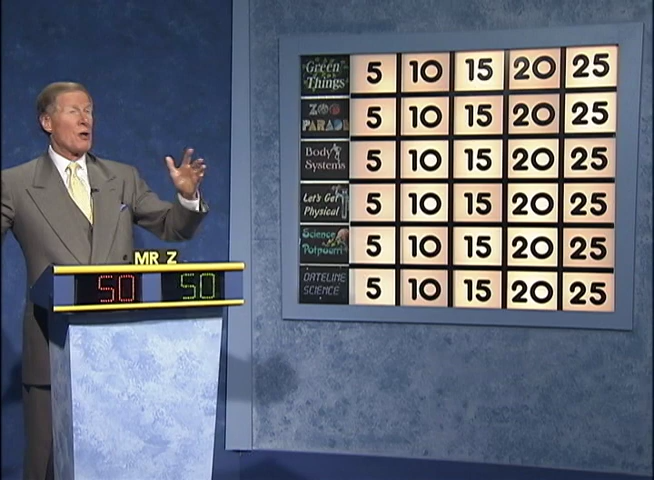 Green
Things
5 10 15 20 25
ZOO
PARADE
5 10 15 20 25
Body
Systems
5 10 15 20 25
Let's Get
Physical
5 10 15 20 25
Science
Potpourri
5 10 15 20 25
DATELINE
SCIENCE
5 10 15 20 25
MR Z
50 50